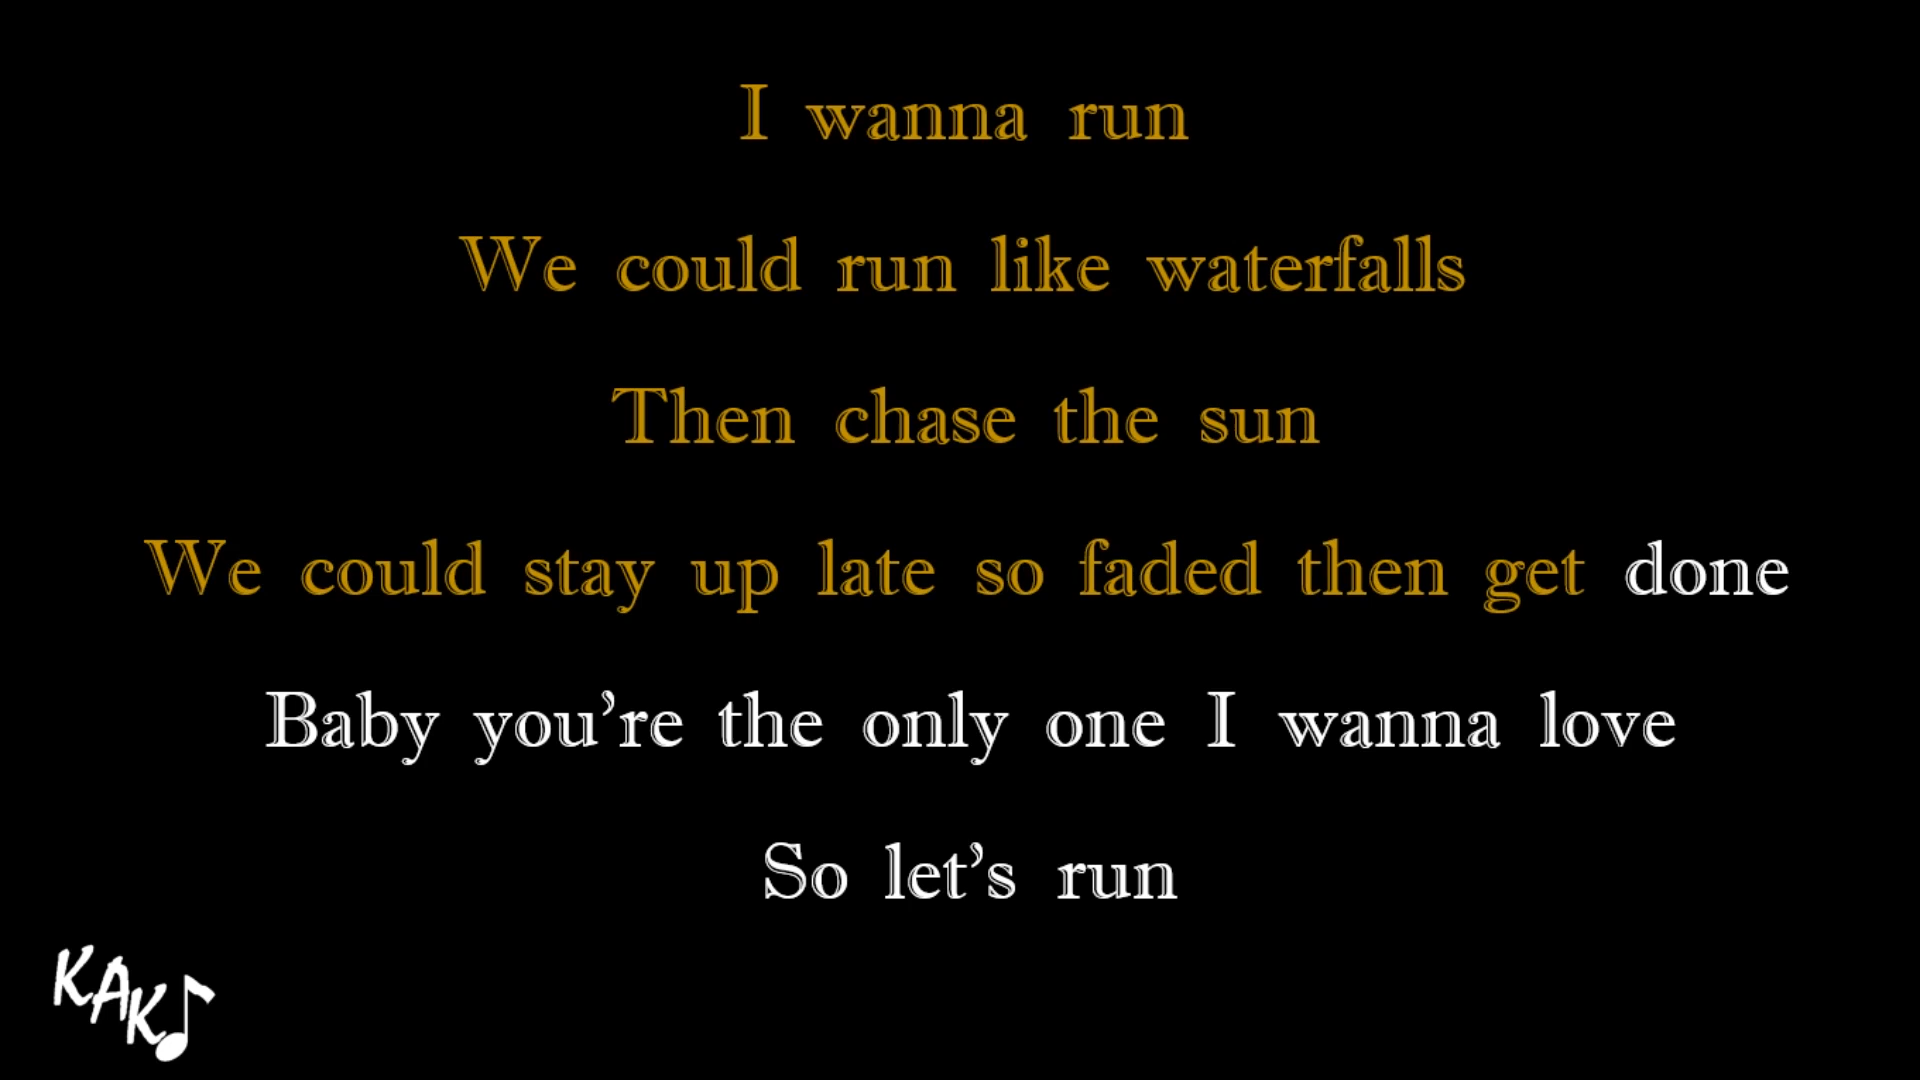 I wanna run
We could run like waterfalls
Then chase the sun
We could stay up late so faded then get done
Baby you’re the only one I wanna love
So let’s run
KAK